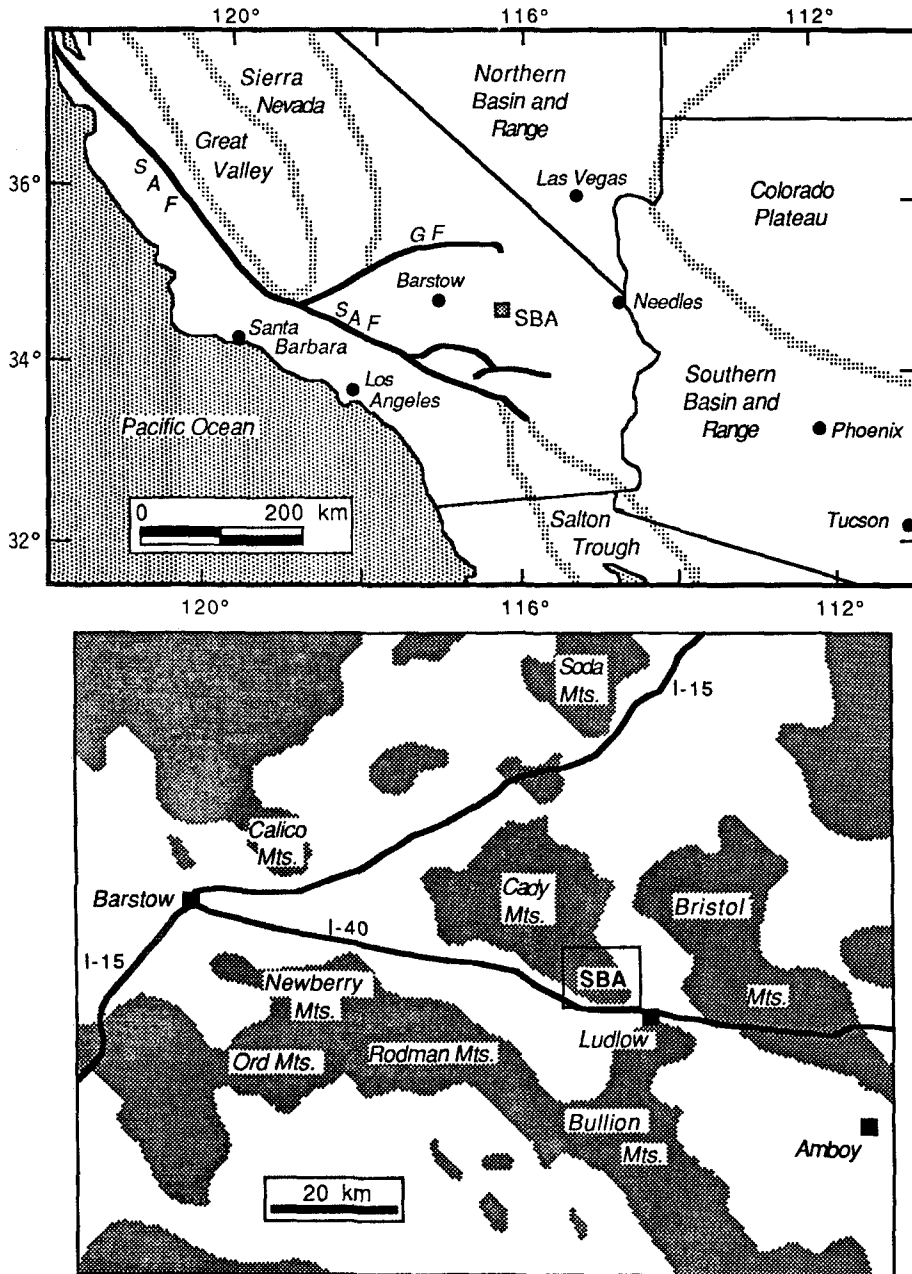 120°
116°
112°
Northern
Basin and
Range
Sierra
Nevada
Great
Valley
Las Vegas
36°
Colorado
Plateau
S
A
F
G F
Barstow
SBA
Needles
S A F
Santa
Barbara
34°
Los
Angeles
Southern
Basin and
Range
Pacific Ocean
Phoenix
0 200 km
Salton
Trough
Tucson
32°
120°
116°
112°
Soda
Mts.
I-15
Calico
Mts.
Barstow
Cady
Mts.
Bristol
I-40
I-15
SBA
Newberry
Mts.
Mts.
Ludlow
Ord Mts.
Rodman Mts.
Bullion
Mts.
Amboy
20 km